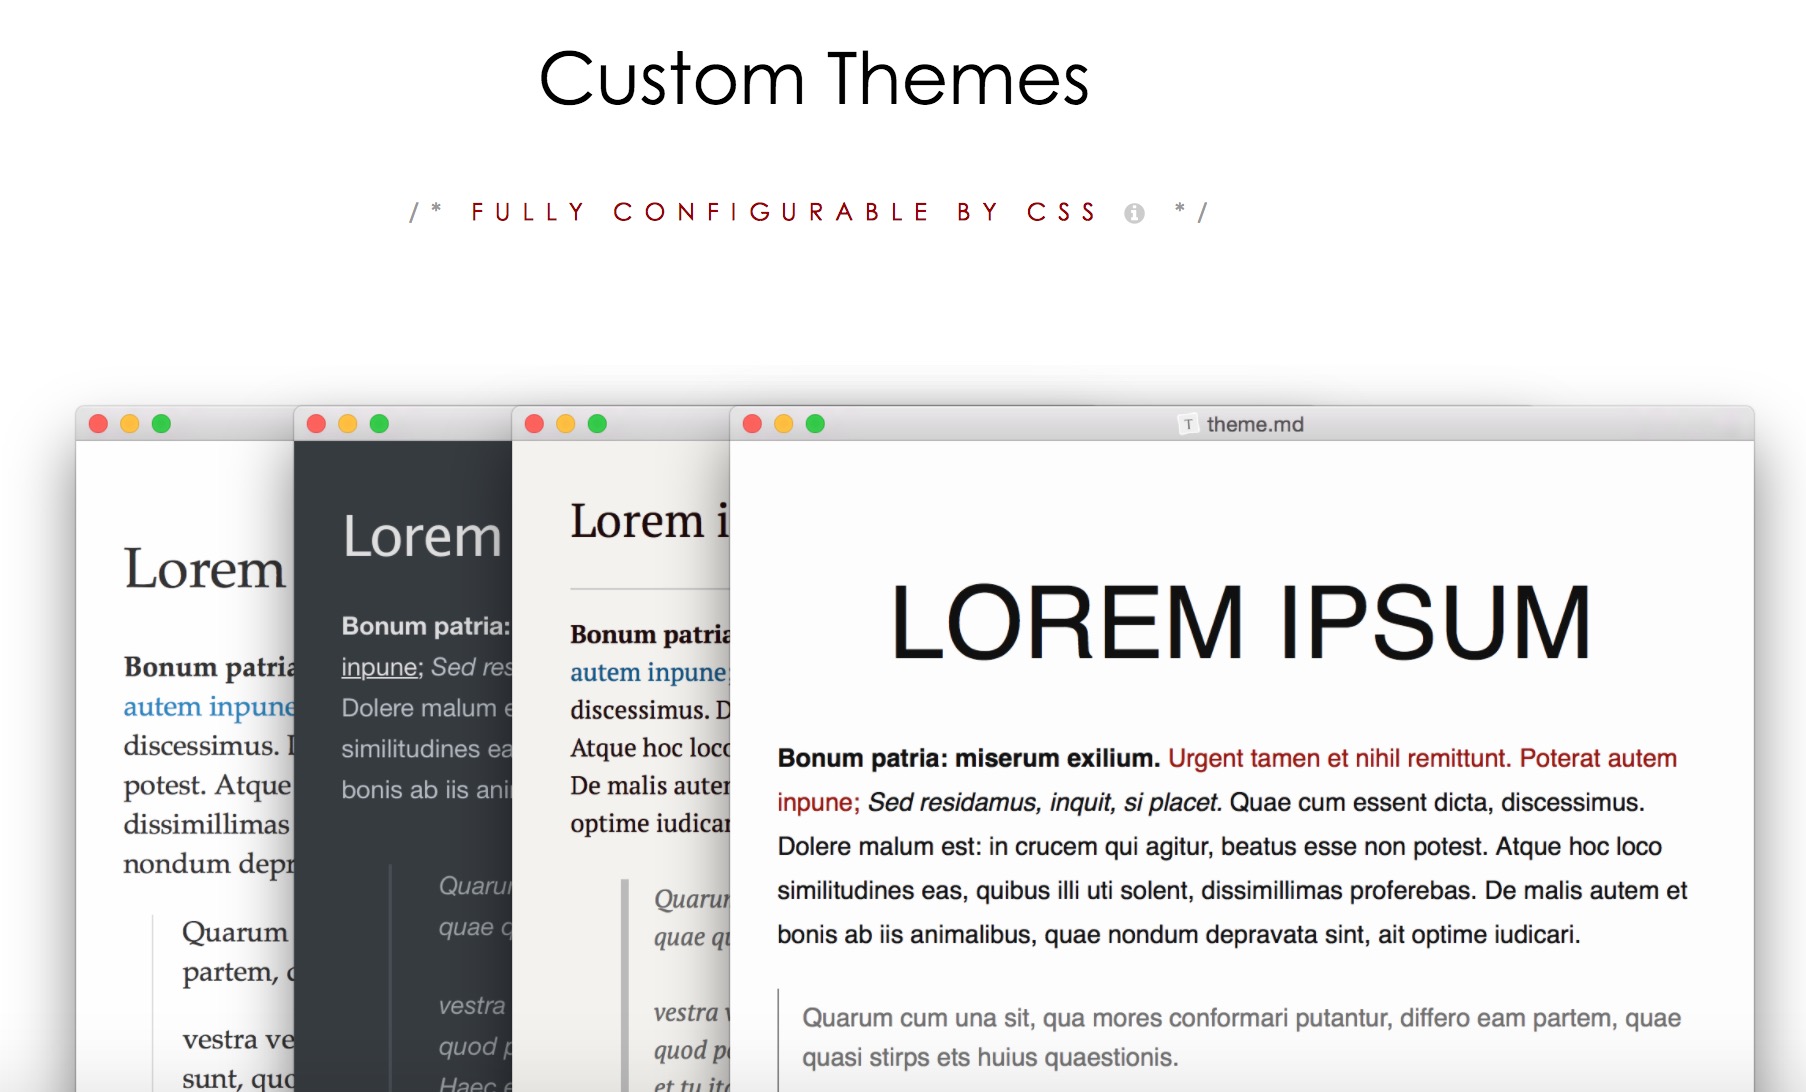 Custom Themes
/* FULLY CONFIGURABLE BY CSS */
Lorem
Bonum patria
autem inpune
discessimus.
potest. Atque
dissimillimas
nondum depr
Quarum
partem,
vestra ve
sunt, quo
Lorem
Bonum patria:
inpune; Sed res
Dolere malum e
similitudines ea
bonis ab iis ani
Quarum
quae q
vestra
quod p
Haec e
Lorem i
Bonum patria
autem inpune;
discessimus. D
Atque hoc loco
De malis autem
optime iudicar
Quarum
quae qu
vestra v
quod pe
et tu ita
T theme.md
LOREM IPSUM
Bonum patria: miserum exilium. Urgent tamen et nihil remittunt. Poterat autem
inpune; Sed residamus, inquit, si placet. Quae cum essent dicta, discessimus.
Dolere malum est: in crucem qui agitur, beatus esse non potest. Atque hoc loco
similitudines eas, quibus illi uti solent, dissimillimas proferebas. De malis autem et
bonis ab iis animalibus, quae nondum depravata sint, ait optime iudicari.
Quarum cum una sit, qua mores conformari putantur, differo eam partem, quae
quasi stirps ets huius quaestionis.